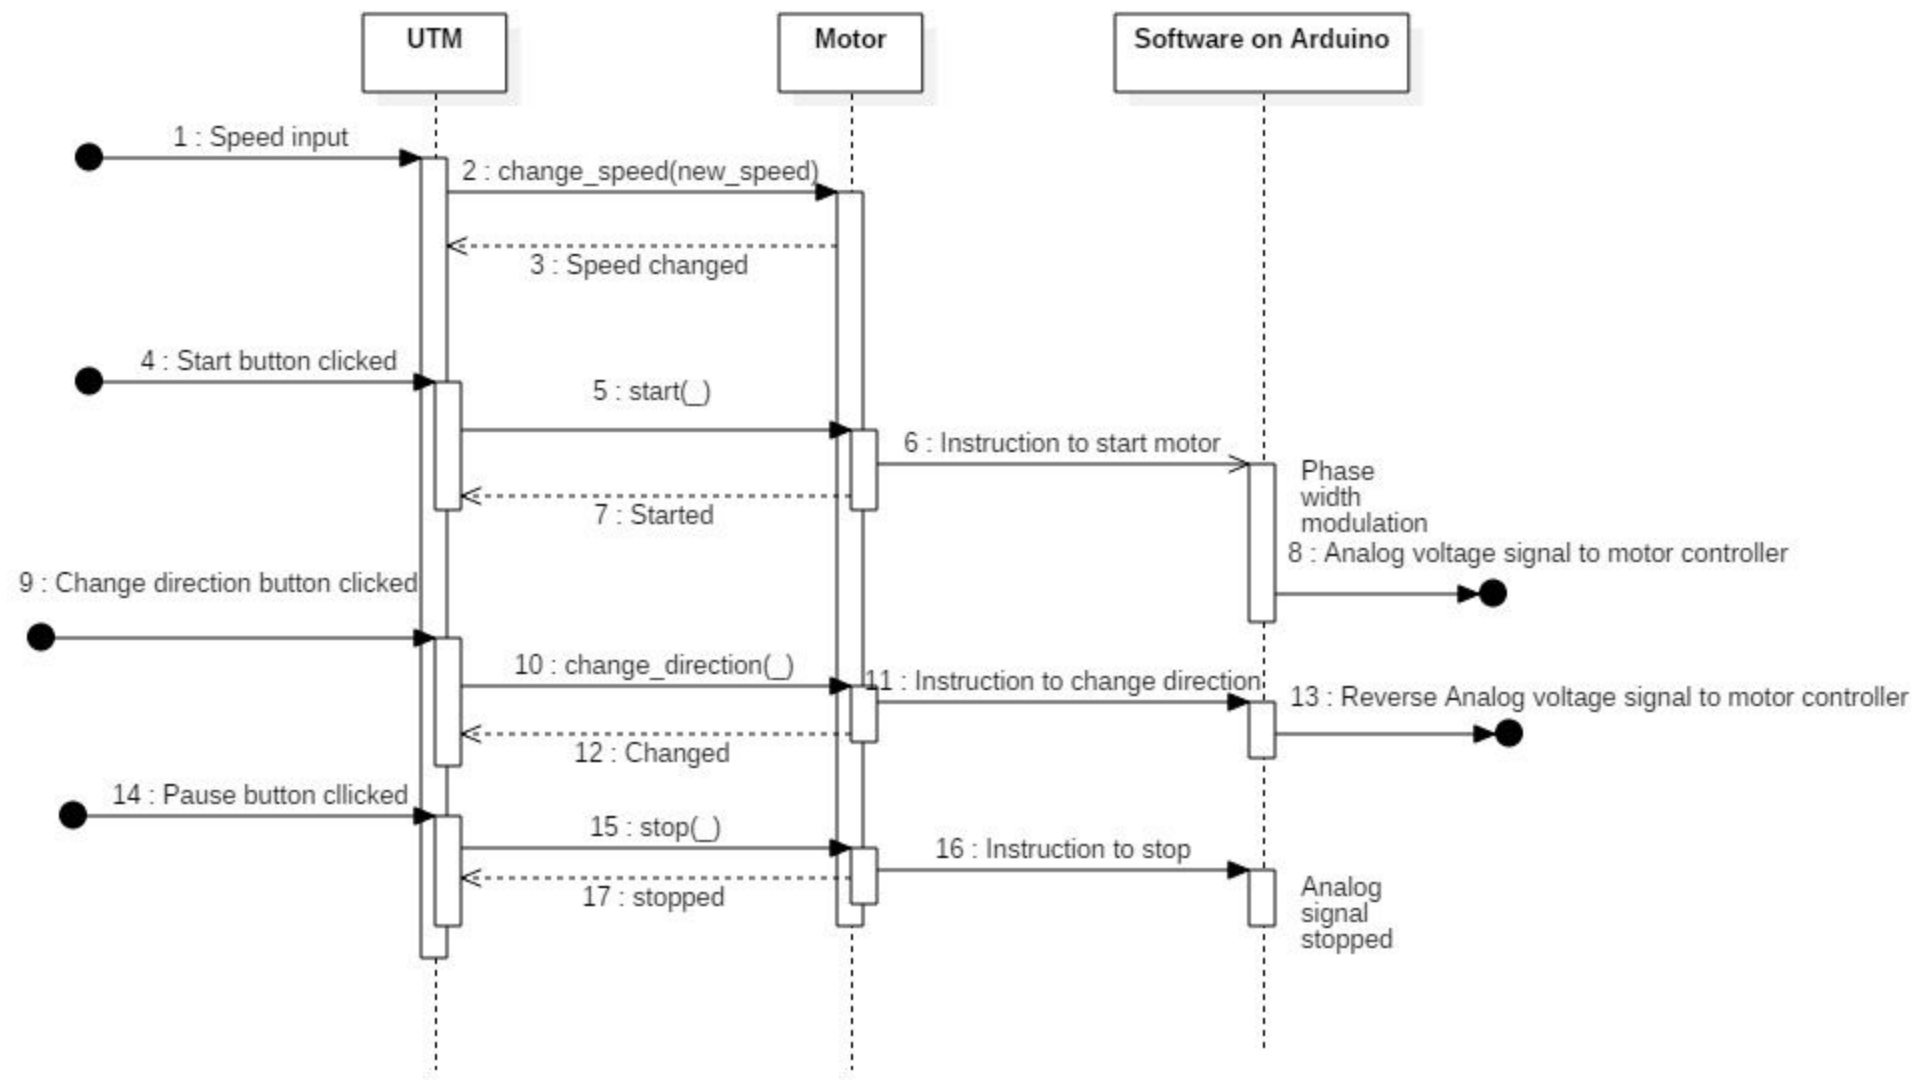 UTM
Motor
Software on Arduino
1 : Speed input
2 : change_speed(new_speed)
3 : Speed changed
4 : Start button clicked
5 : start(_)
6 : Instruction to start motor
Phase
width
modulation
7 : Started
8 : Analog voltage signal to motor controller
9 : Change direction button clicked
10 : change_direction(_)
11 : Instruction to change direction
13 : Reverse Analog voltage signal to motor controller
12 : Changed
14 : Pause button cllicked
15 : stop(_)
16 : Instruction to stop
17 : stopped
Analog
signal
stopped